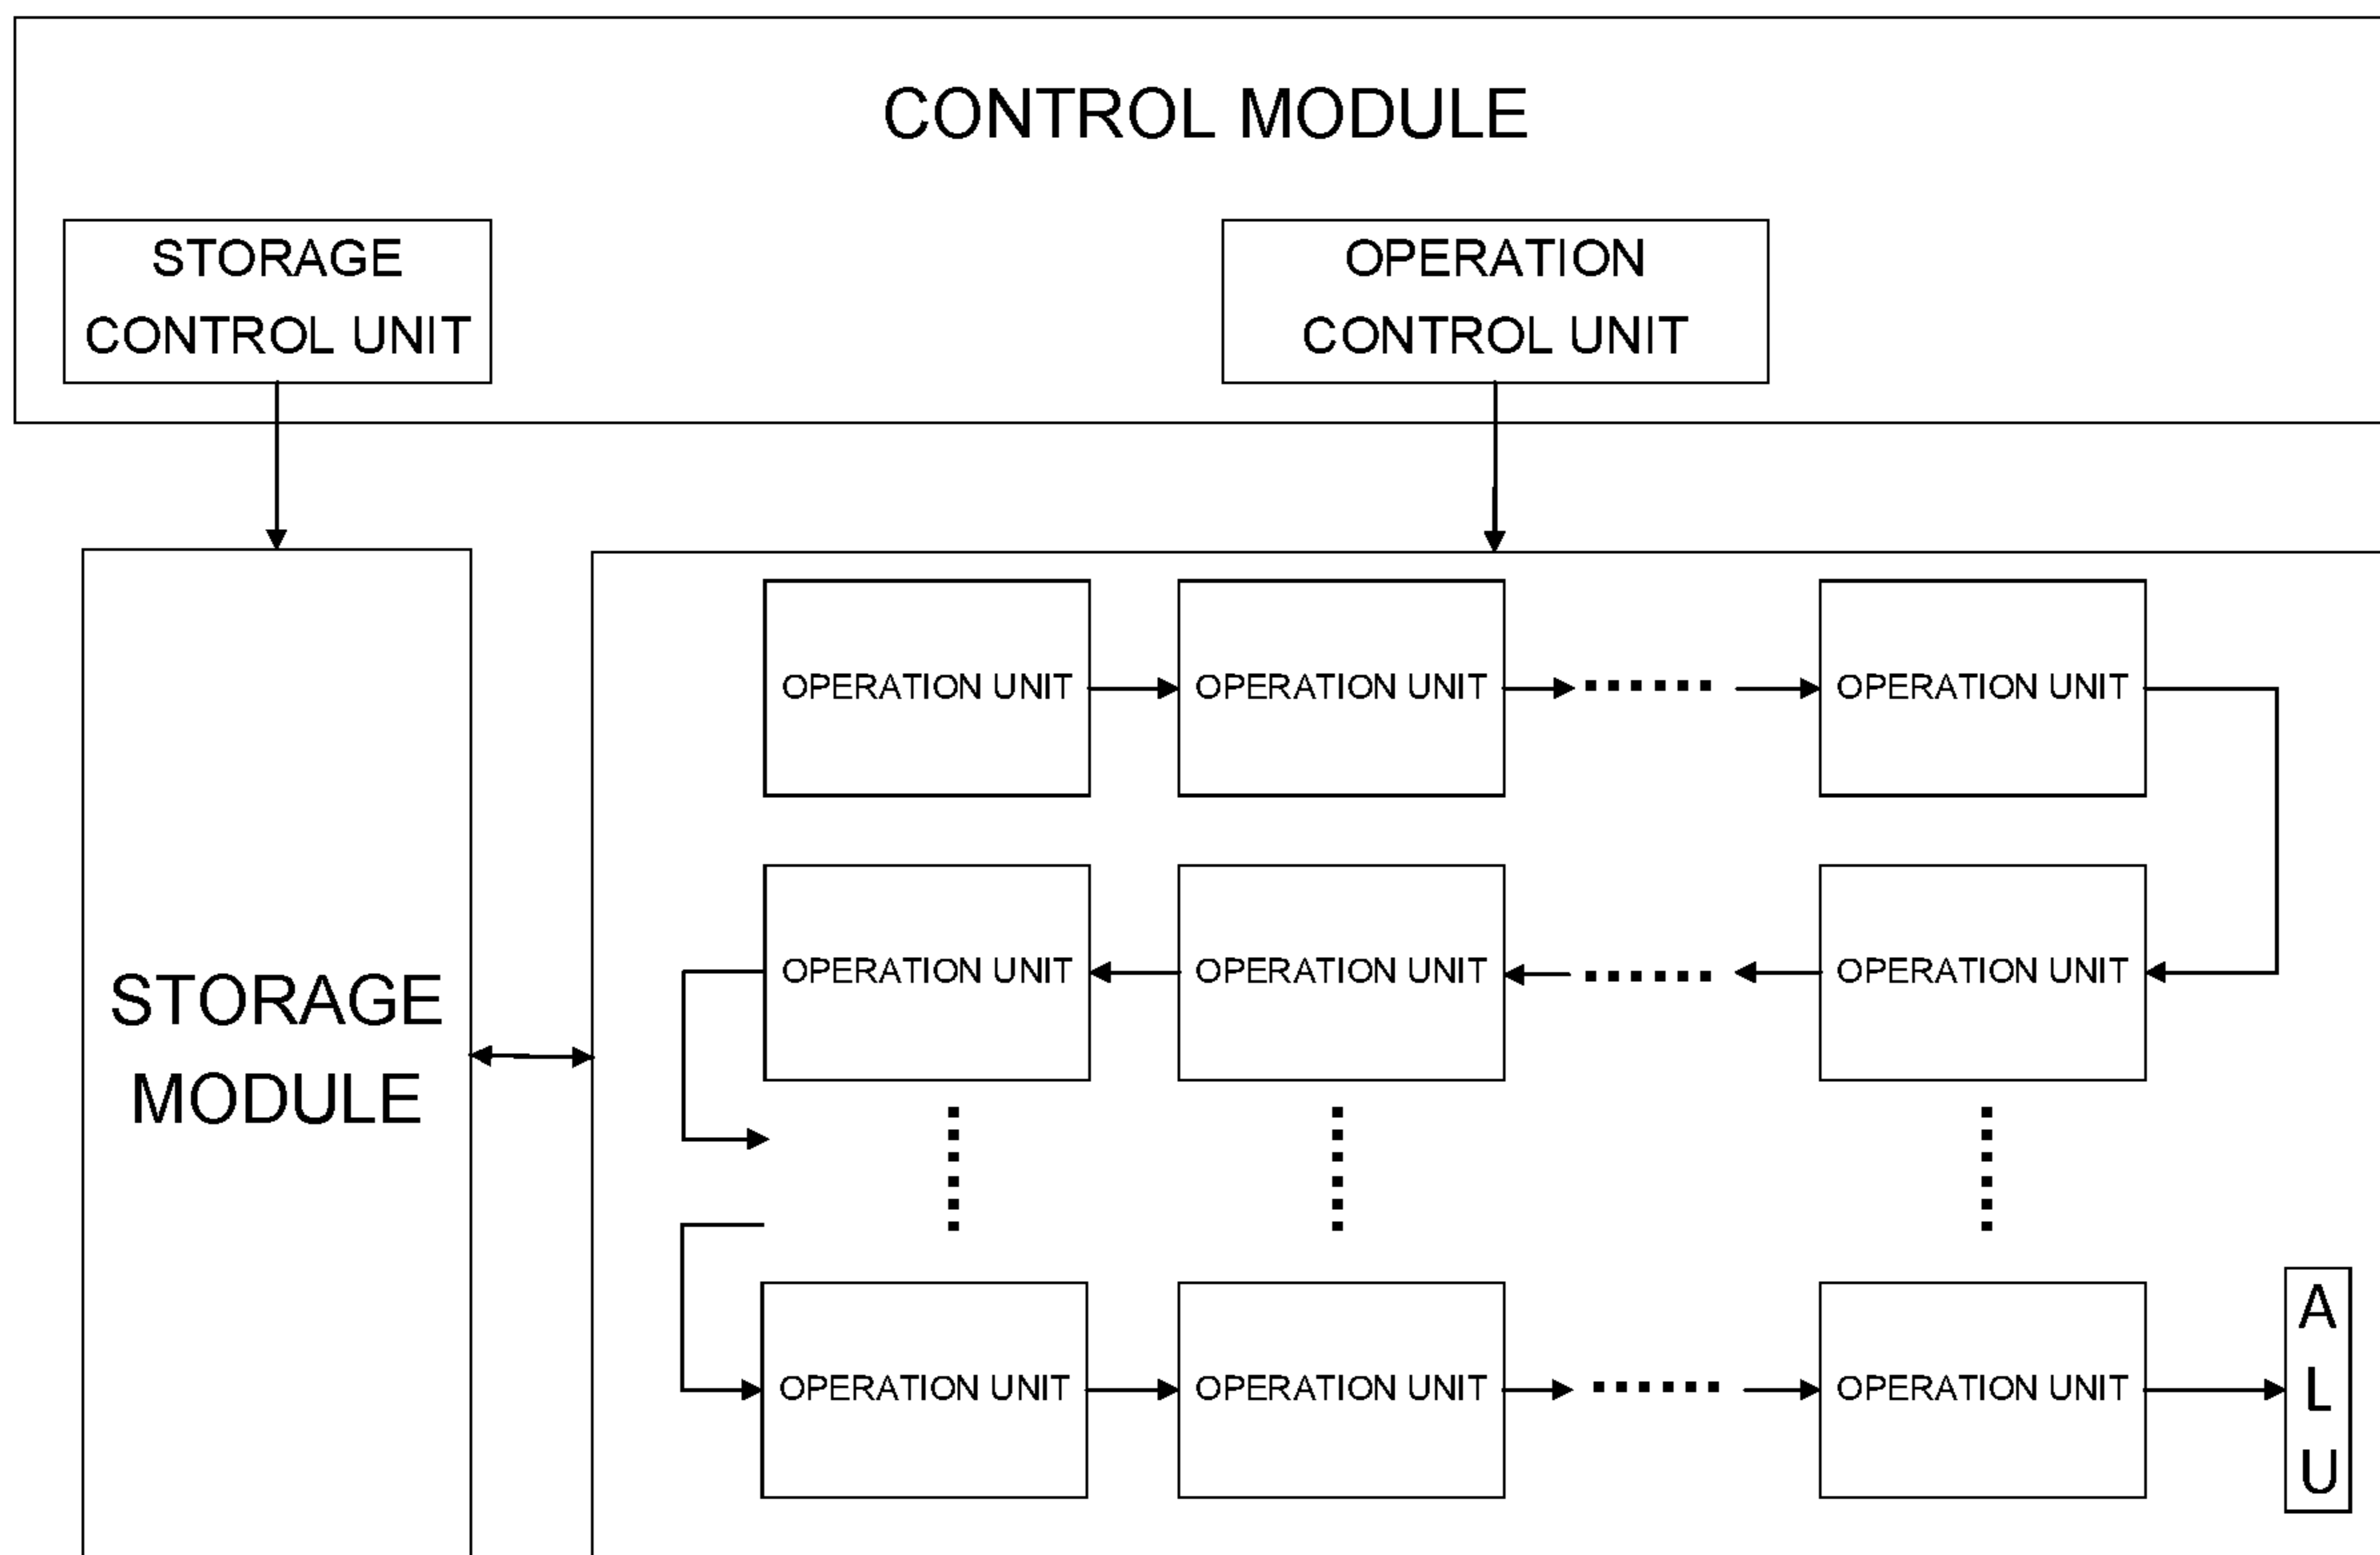 CONTROL MODULE
STORAGE
CONTROL UNIT
OPERATION
CONTROL UNIT
OPERATION UNIT
OPERATION UNIT
OPERATION UNIT
OPERATION UNIT
OPERATION UNIT
OPERATION UNIT
STORAGE
MODULE
OPERATION UNIT
OPERATION UNIT
OPERATION UNIT
A
L
U